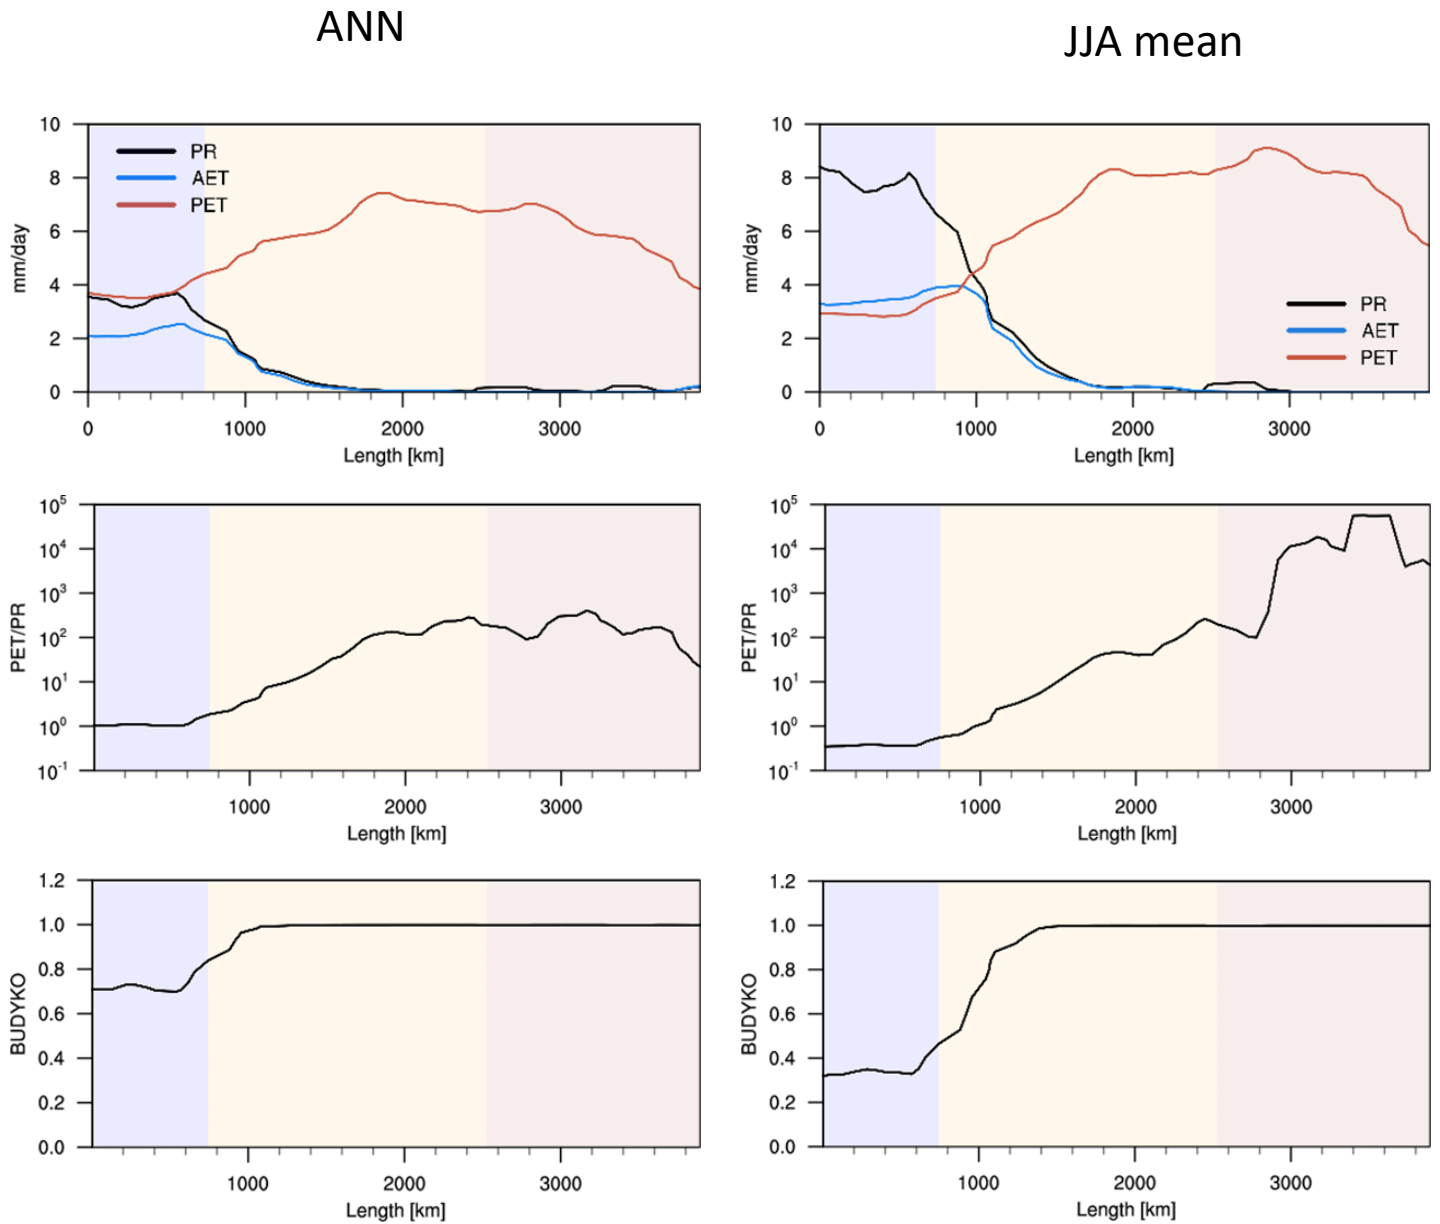 ANN
JJA mean
10
8
6
4
2
0
mm/day
PR
AET
PET
0 1000 2000 3000
Length [km]
10
8
6
4
2
0
mm/day
PR
AET
PET
0 1000 2000 3000
Length [km]
10^5
10^4
10^3
10^2
10^1
10^0
10^-1
PET/PR
1000 2000 3000
Length [km]
10^5
10^4
10^3
10^2
10^1
10^0
10^-1
PET/PR
1000 2000 3000
Length [km]
1.2
1.0
0.8
0.6
0.4
0.2
0.0
BUDYKO
1000 2000 3000
Length [km]
1.2
1.0
0.8
0.6
0.4
0.2
0.0
BUDYKO
1000 2000 3000
Length [km]